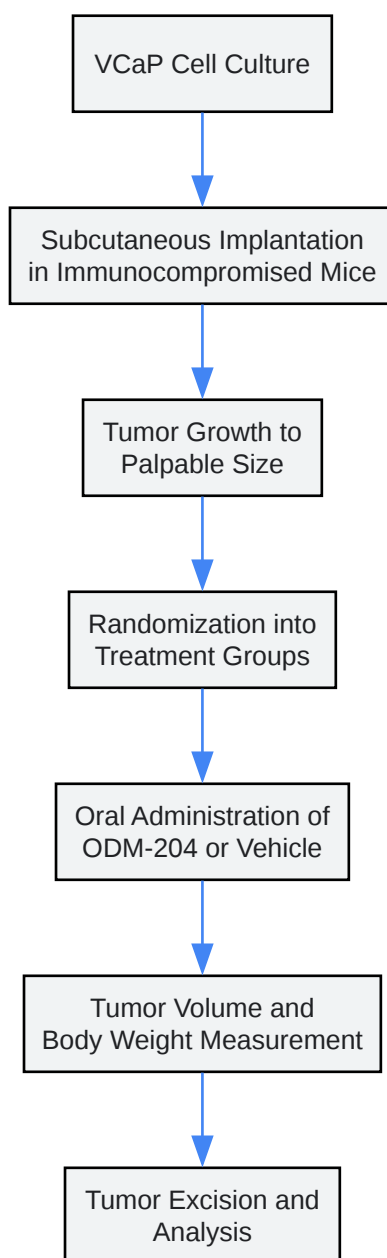 VCaP Cell Culture
Subcutaneous Implantation
in Immunocompromised Mice
Tumor Growth to
Palpable Size
Randomization into
Treatment Groups
Oral Administration of
ODM-204 or Vehicle
Tumor Volume and
Body Weight Measurement
Tumor Excision and
Analysis